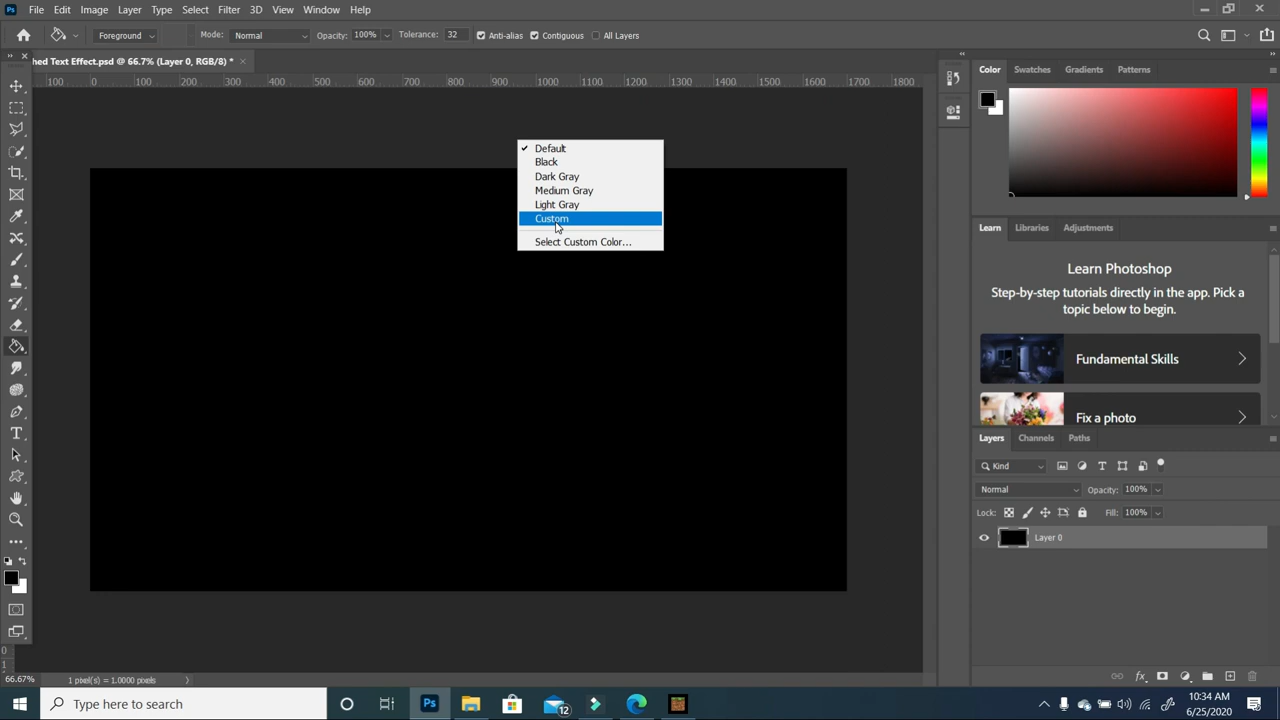 Ps File Edit Image Layer Type Select Filter 3D View Window Help
Foreground Mode: Normal Opacity: 100% Tolerance: 32 Anti-alias Contiguous All Layers
hed Text Effect.psd @ 66.7% (Layer 0, RGB/8) *
100 0 100 200 300 400 500 600 700 800 900 1000 1100 1200 1300 1400 1500 1600 1700 1800
Default
Black
Dark Gray
Medium Gray
Light Gray
Custom
Select Custom Color...
Color Swatches Gradients Patterns
Learn Libraries Adjustments
Learn Photoshop
Step-by-step tutorials directly in the app. Pick a
topic below to begin.
Fundamental Skills
Fix a photo
Layers Channels Paths
Kind
Normal Opacity: 100%
Lock: Fill: 100%
Layer 0
0
1
66.67% 1 pixel(s) = 1.0000 pixels
Type here to search
Ps
12
10:34 AM
6/25/2020